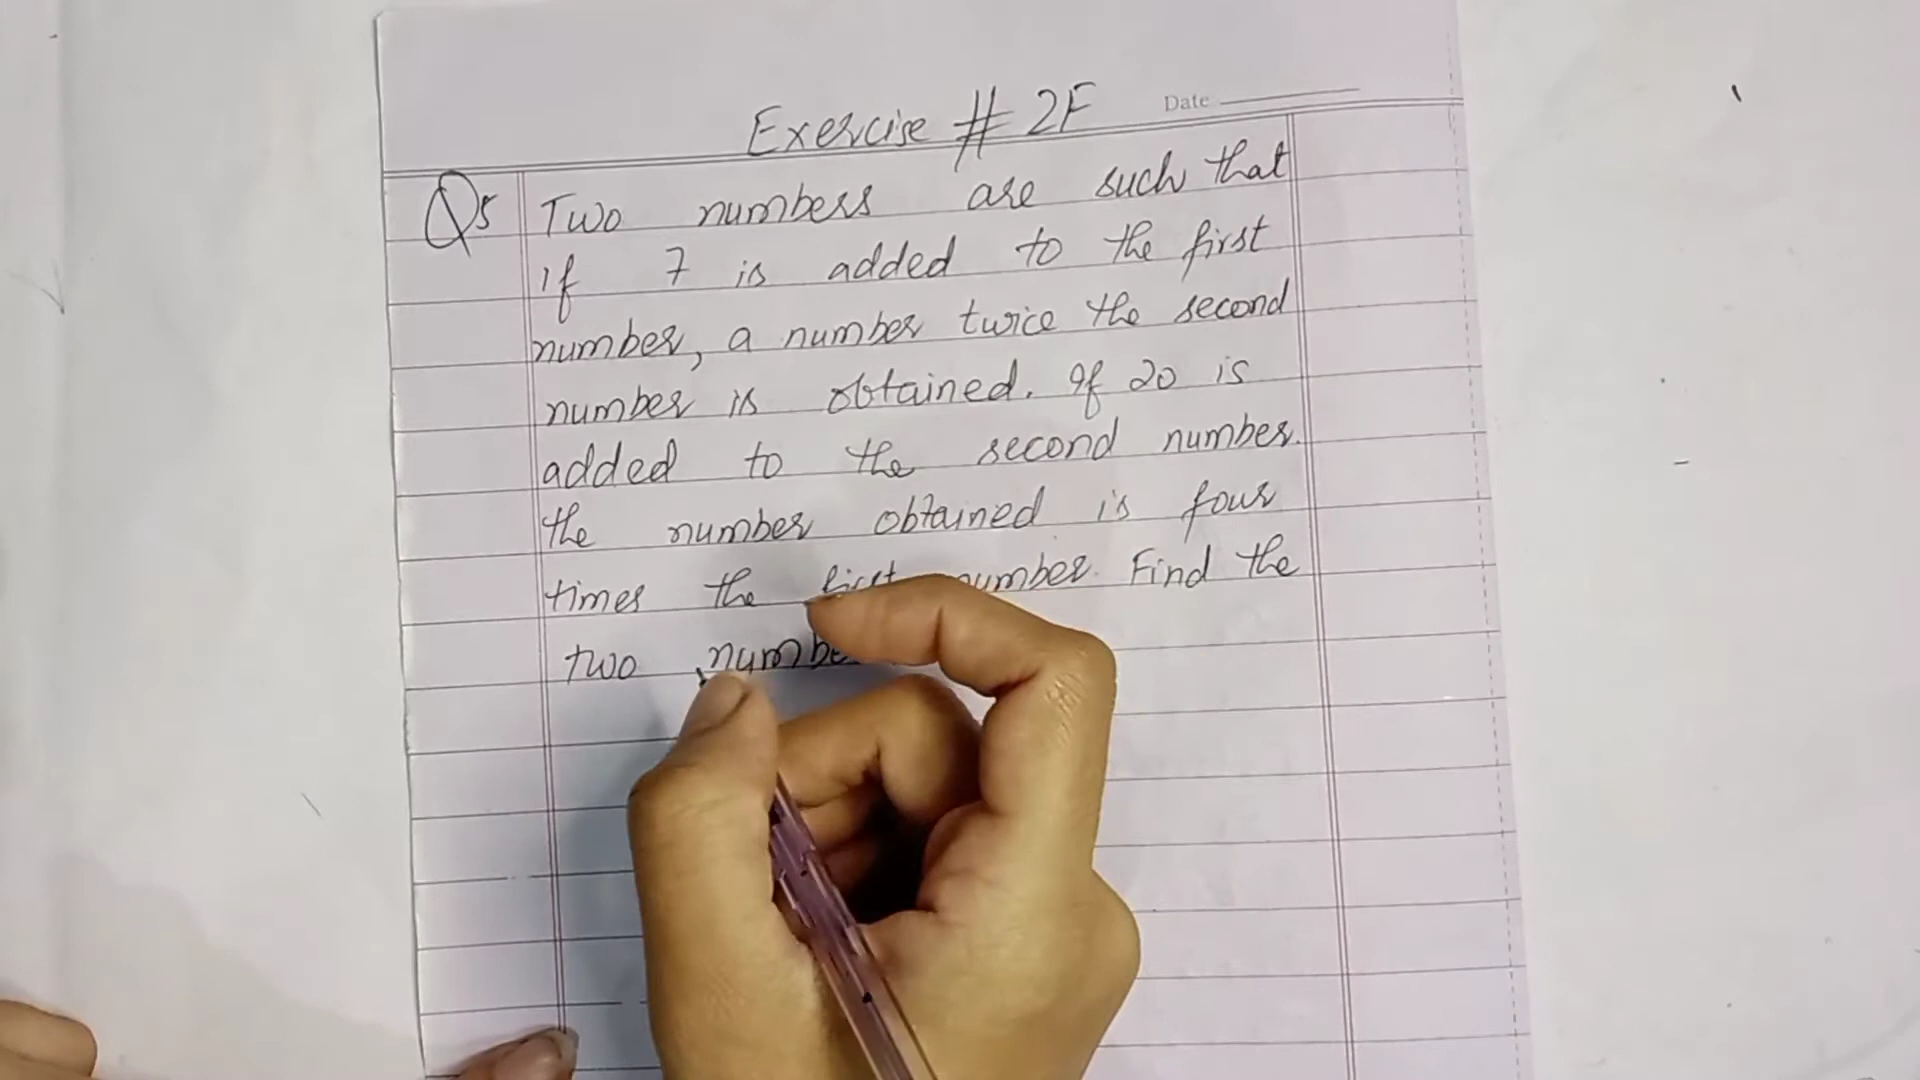 Exercise # 2F
Date
Q5 Two numbers are such that
if 7 is added to the first
number, a number twice the second
number is obtained. If 20 is
added to the second number.
the number obtained is four
times the first number. Find the
two